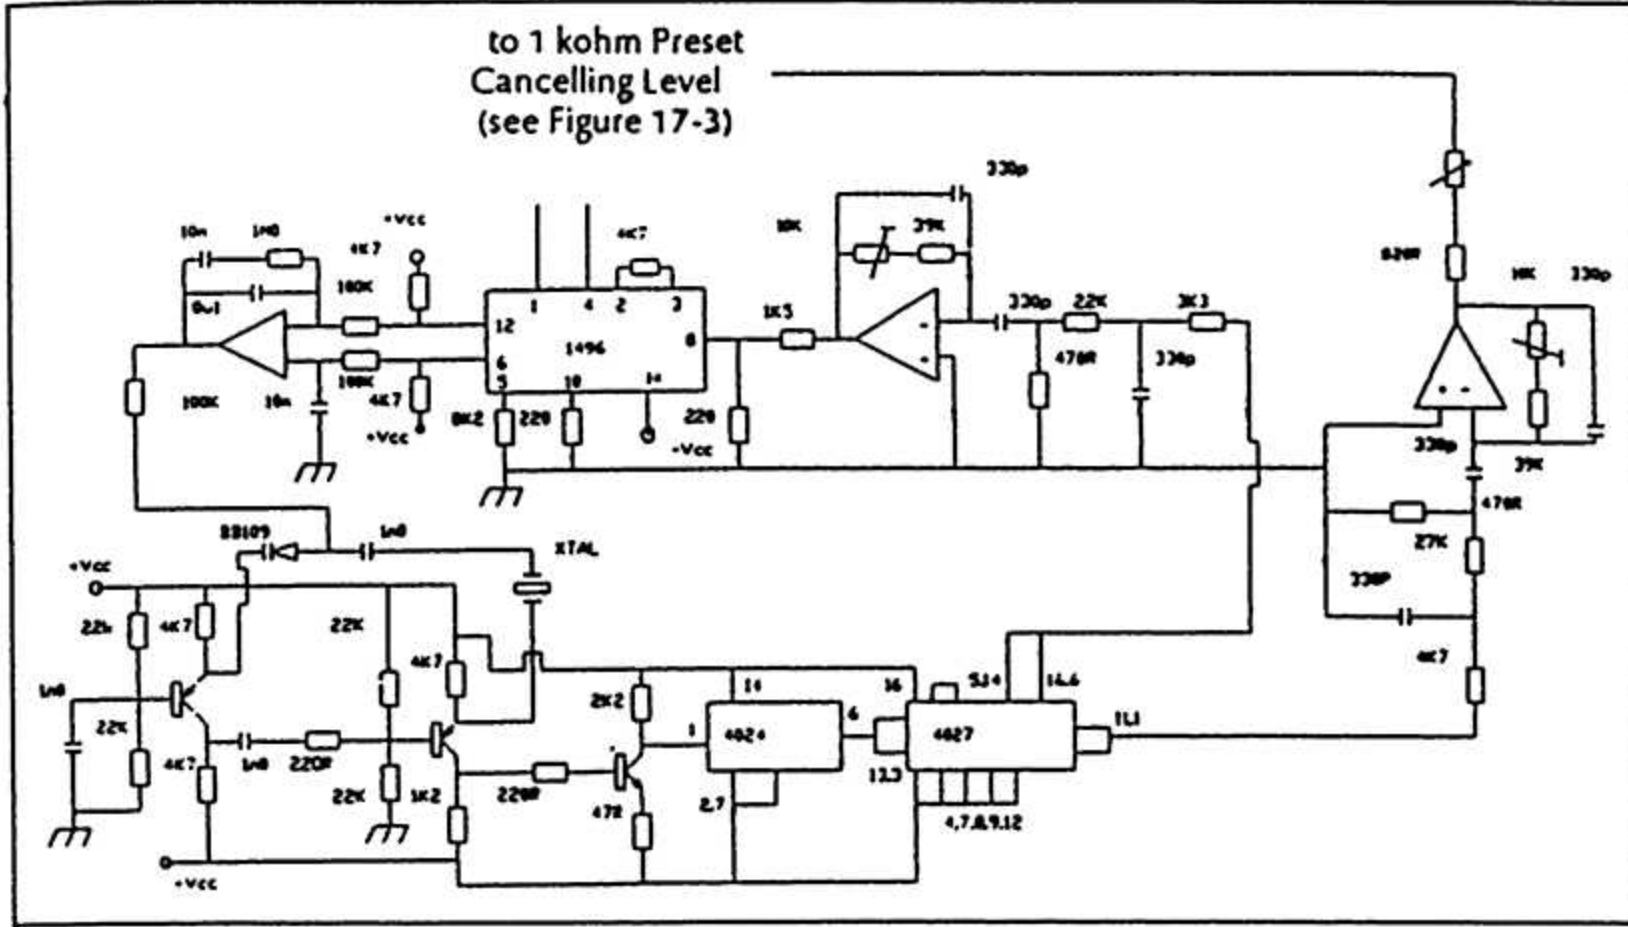 to 1 kohm Preset
Cancelling Level
(see Figure 17-3)
330p
+Vcc
10n
1M0
4K7
4K7
10K
39K
0u1
100K
1
4
2
3
330p
22K
3K3
10K
330p
1K5
12
6
1496
8
470R
330p
100K
10n
100K
4K7
5
10
14
+Vcc
8K2
220
220
-Vcc
330p
39K
470R
BB109
1n0
XTAL
27K
+Vcc
330P
22k
4K7
22K
4K7
4K7
1n0
22K
2K2
14
16
5,14
6
1
4024
4027
11,1
4K7
1n0
220R
22K
1K2
220R
47R
2,7
13,3
4,7,8,9,12
+Vcc